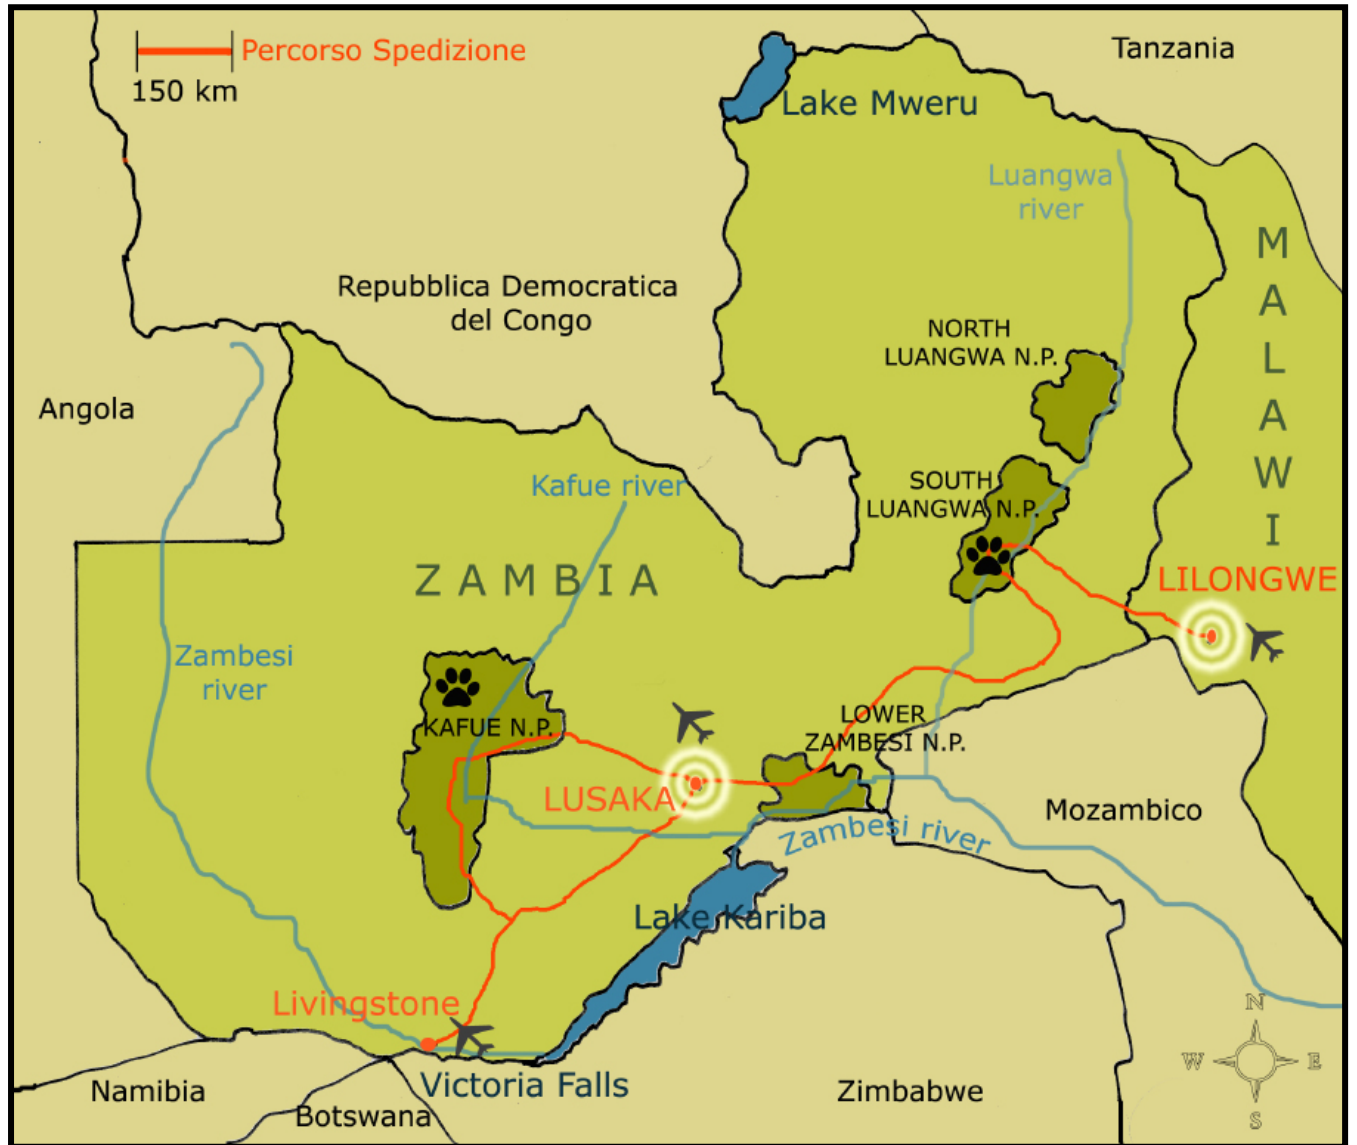 Percorso Spedizione
150 km
Tanzania
Lake Mweru
Luangwa
river
MALAWI
Repubblica Democratica
del Congo
NORTH
LUANGWA N.P.
Angola
SOUTH
LUANGWA N.P.
Kafue river
ZAMBIA
LILONGWE
Zambesi
river
KAFUE N.P.
LOWER
ZAMBESI N.P.
LUSAKA
Mozambico
Zambesi river
Lake Kariba
Livingstone
Victoria Falls
Namibia
Botswana
Zimbabwe
N
W E
S